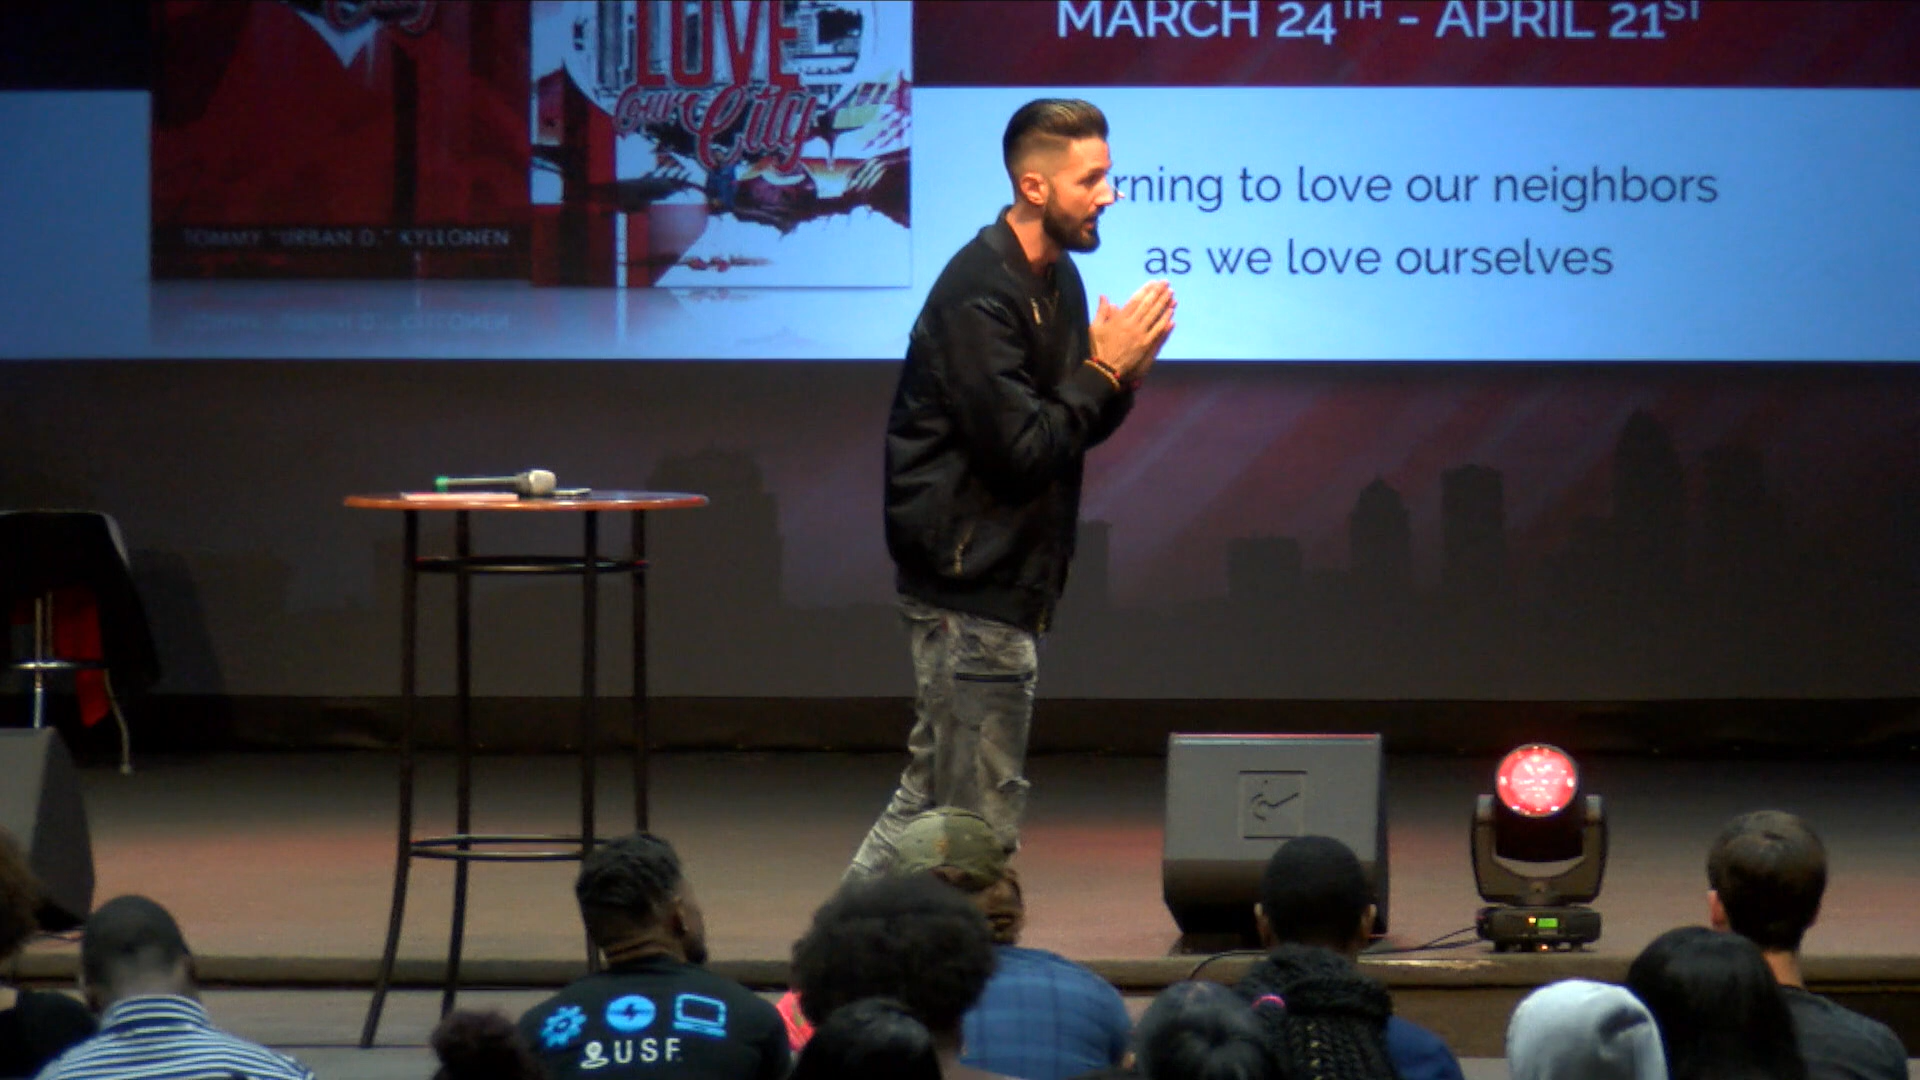 City
MARCH 24TH - APRIL 21ST
LOVE
Our City
rning to love our neighbors
as we love ourselves
TOMMY "URBAN D." KYLLONEN
USF